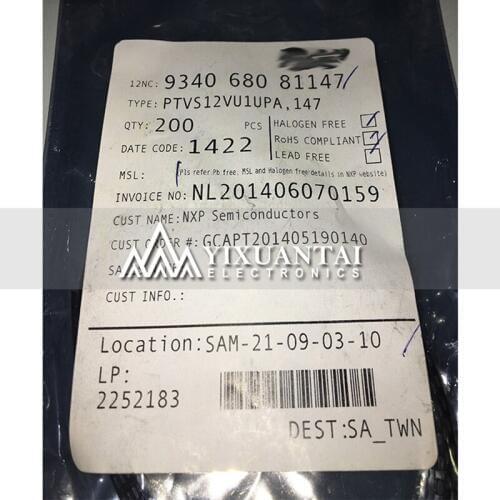 12NC: 9340 680 81147
TYPE: PTVS12VU1UPA,147
QTY: 200 PCS HALOGEN FREE
DATE CODE: 1422 RoHS COMPLIANT
LEAD FREE
MSL: (Pls refer Pb free, MSL and Halogen free details in NXP website)
INVOICE NO: NL201406070159
CUST NAME: NXP Semiconductors
CUST ORDER #: GCAPT201405190140
YIXUANTAI
ELECTRONICS
CUST INFO.:
Location:SAM-21-09-03-10
LP:
2252183
DEST:SA_TWN